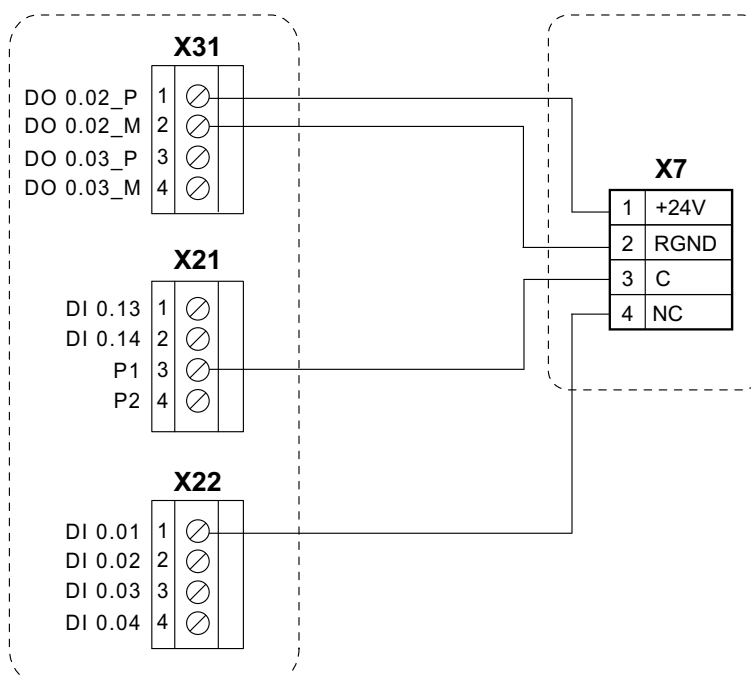 X31
DO 0.02_P 1
DO 0.02_M 2
DO 0.03_P 3
DO 0.03_M 4
X7
1 +24V
2 RGND
3 C
4 NC
X21
DI 0.13 1
DI 0.14 2
P1 3
P2 4
X22
DI 0.01 1
DI 0.02 2
DI 0.03 3
DI 0.04 4